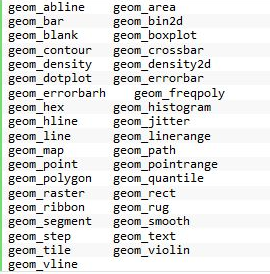 geom_abline geom_area
geom_bar geom_bin2d
geom_blank geom_boxplot
geom_contour geom_crossbar
geom_density geom_density2d
geom_dotplot geom_errorbar
geom_errorbarh geom_freqpoly
geom_hex geom_histogram
geom_hline geom_jitter
geom_line geom_linerange
geom_map geom_path
geom_point geom_pointrange
geom_polygon geom_quantile
geom_raster geom_rect
geom_ribbon geom_rug
geom_segment geom_smooth
geom_step geom_text
geom_tile geom_violin
geom_vline